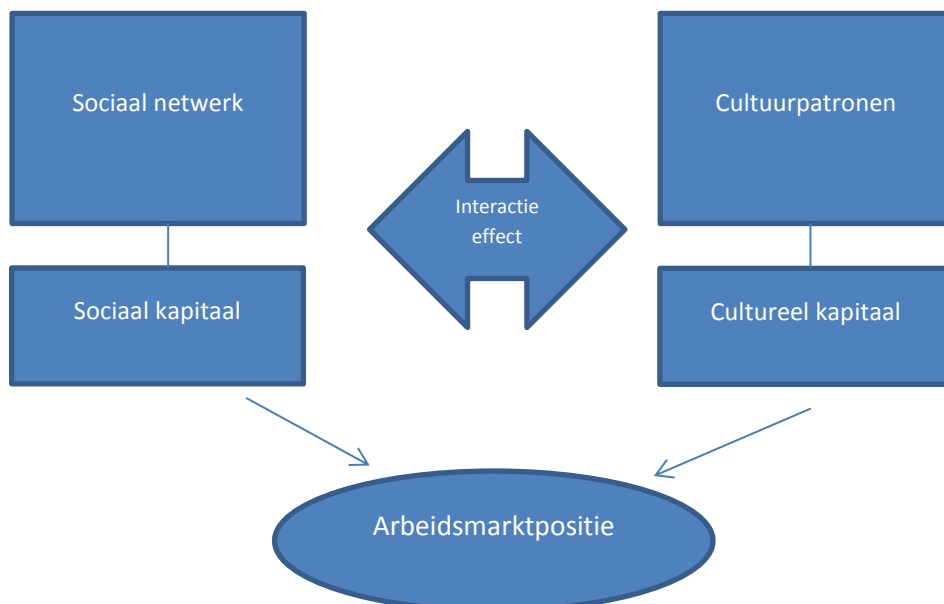 Sociaal netwerk
Cultuurpatronen
Interactie
effect
Sociaal kapitaal
Cultureel kapitaal
Arbeidsmarktpositie